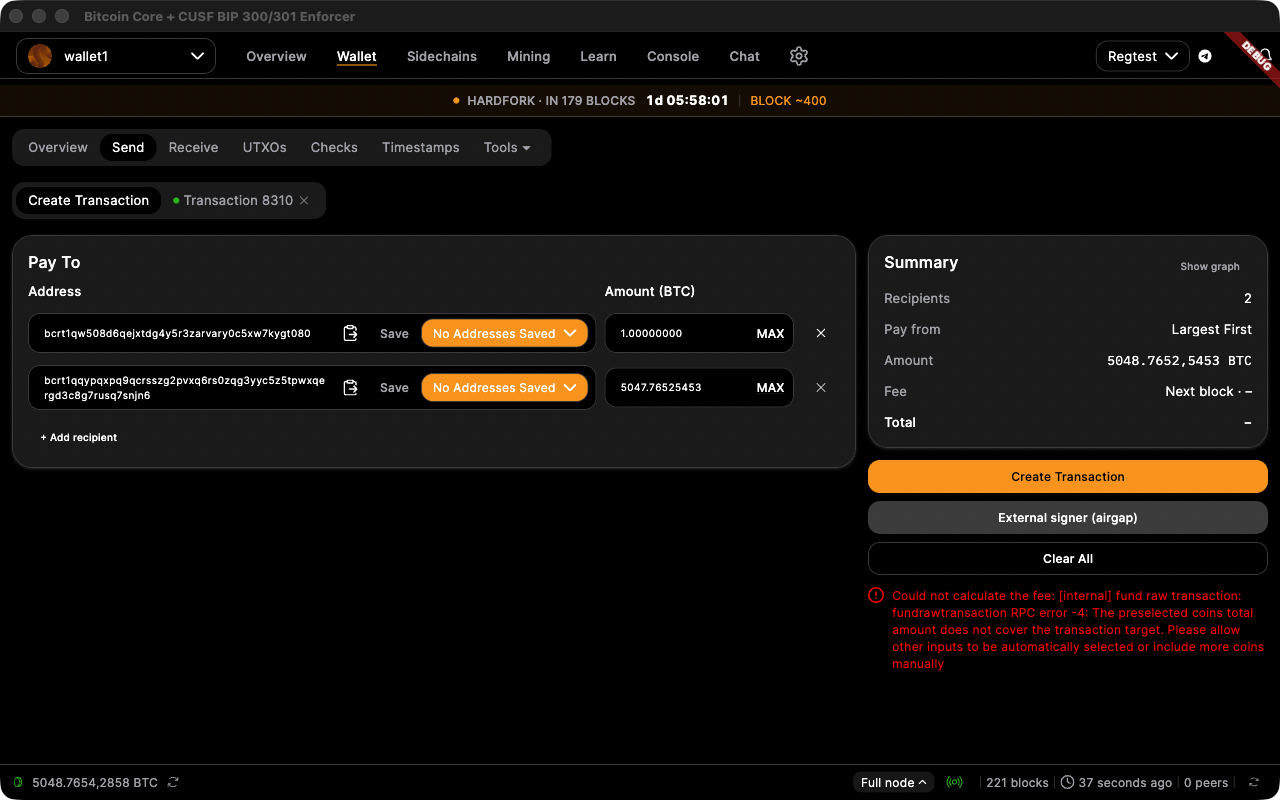 Bitcoin Core + CUSF BIP 300/301 Enforcer
wallet1
Overview
Wallet
Sidechains
Mining
Learn
Console
Chat
Regtest
DEBUG
HARDFORK · IN 179 BLOCKS 1d 05:58:01 BLOCK ~400
Overview
Send
Receive
UTXOs
Checks
Timestamps
Tools
Create Transaction
Transaction 8310
Pay To
Address
Amount (BTC)
bcrt1qw508d6qejxtdg4y5r3zarvary0c5xw7kygt080
Save
No Addresses Saved
1.00000000
MAX
bcrt1qqypqxpq9qcrsszg2pvxq6rs0zqg3yyc5z5tpwxqe
rgd3c8g7rusq7snjn6
Save
No Addresses Saved
5047.76525453
MAX
+ Add recipient
Summary
Show graph
Recipients 2
Pay from Largest First
Amount 5048.7652,5453 BTC
Fee Next block · –
Total –
Create Transaction
External signer (airgap)
Clear All
Could not calculate the fee: [internal] fund raw transaction:
fundrawtransaction RPC error -4: The preselected coins total
amount does not cover the transaction target. Please allow
other inputs to be automatically selected or include more coins
manually
5048.7654,2858 BTC
Full node
221 blocks
37 seconds ago
0 peers